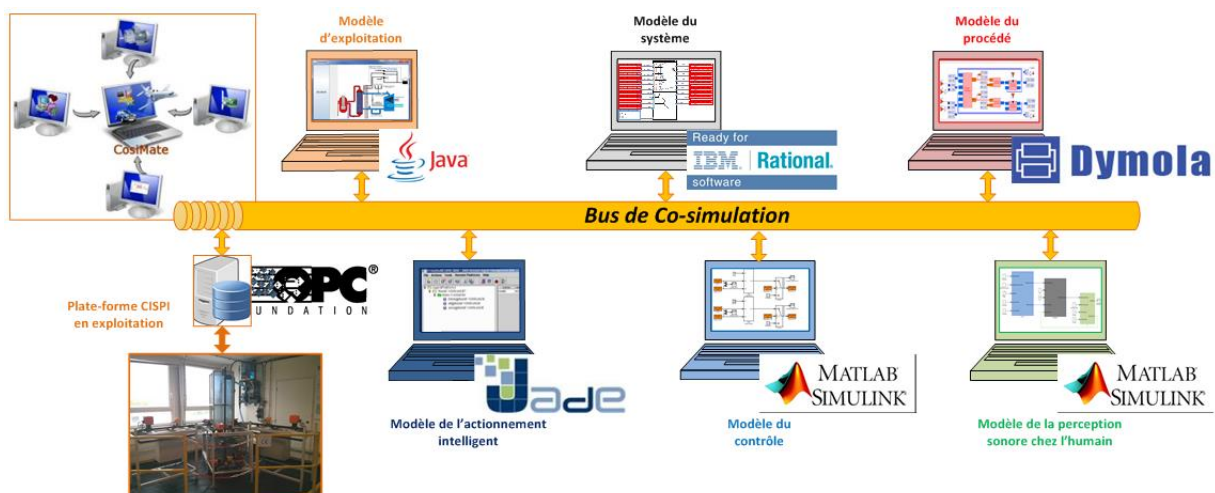 Modèle
d'exploitation
Modèle du
système
Modèle du
procédé
CosiMate
Java
Ready for
IBM Rational®
software
Dymola
Bus de Co-simulation
Plate-forme CISPI
en exploitation
OPC®
UNDATION
Jade
MATLAB
SIMULINK®
MATLAB
SIMULINK®
Modèle de l'actionnement
intelligent
Modèle du
contrôle
Modèle de la perception
sonore chez l'humain